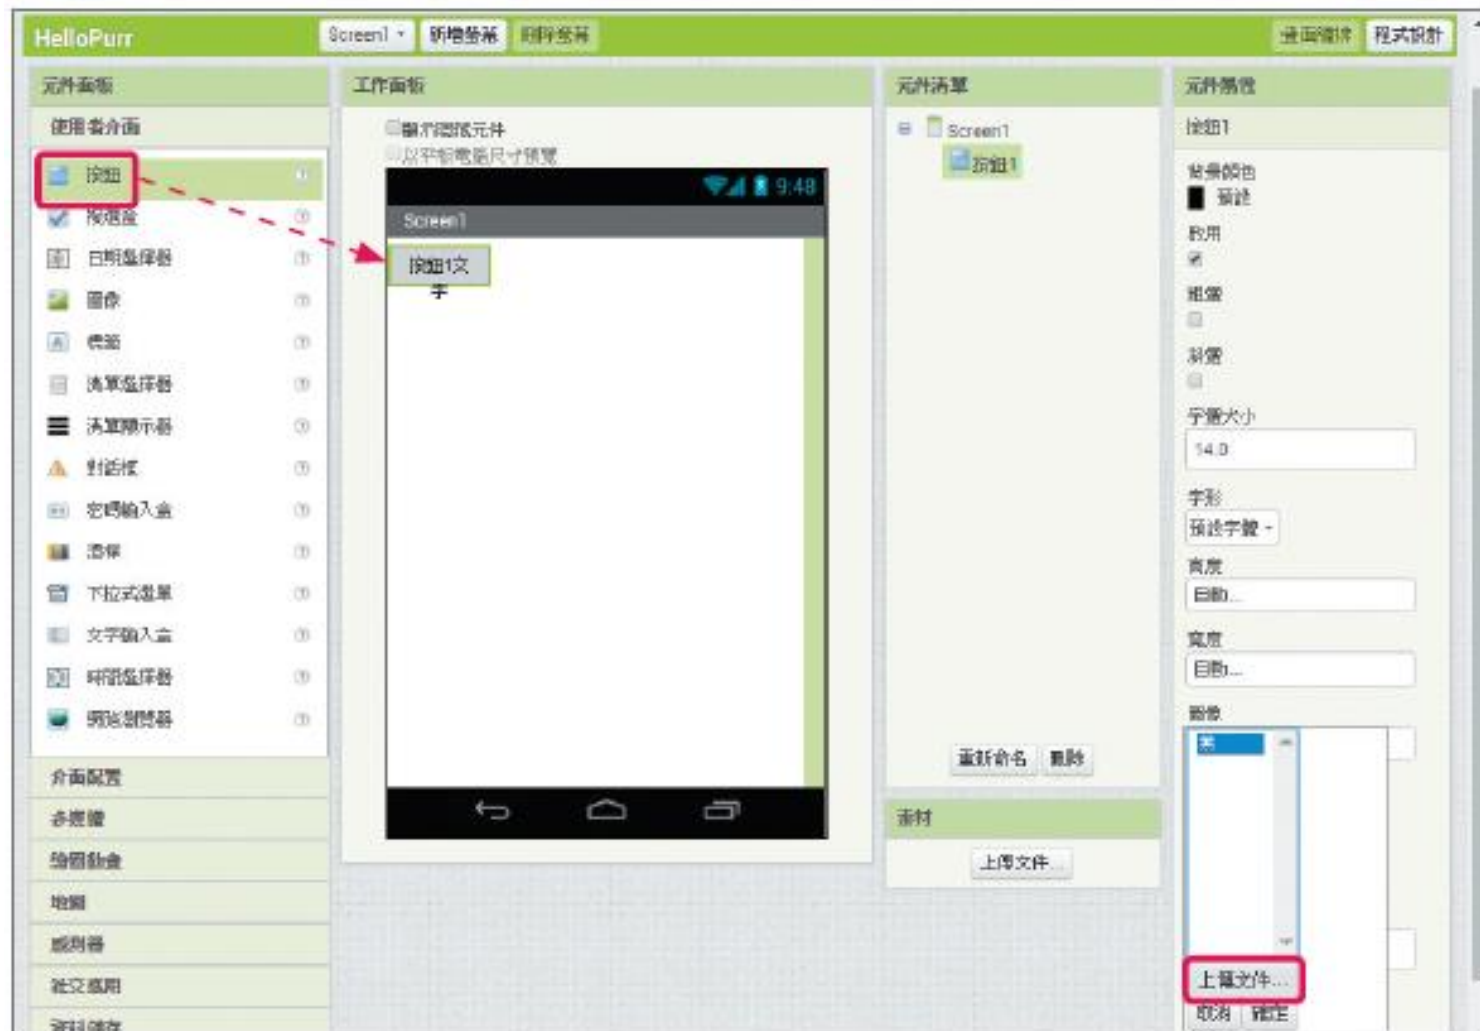 HelloPurr
Screen1 新增螢幕 刪除螢幕 畫面編排 程式設計
元件面板
使用者介面
按鈕
複選盒
日期選擇器
圖像
標籤
清單選擇器
清單顯示器
對話框
密碼輸入盒
滑桿
下拉式選單
文字輸入盒
時間選擇器
網路瀏覽器
介面配置
多媒體
繪圖動畫
地圖
感測器
社交應用
資料儲存
工作面板
顯示隱藏元件
以平板電腦尺寸預覽
9:48
Screen1
按鈕1文
字
元件清單
Screen1
按鈕1
重新命名 刪除
素材
上傳文件...
元件屬性
按鈕1
背景顏色
預設
啟用
粗體
斜體
字體大小
14.0
字形
預設字體
高度
自動...
寬度
自動...
圖像
無
上傳文件...
取消 確定